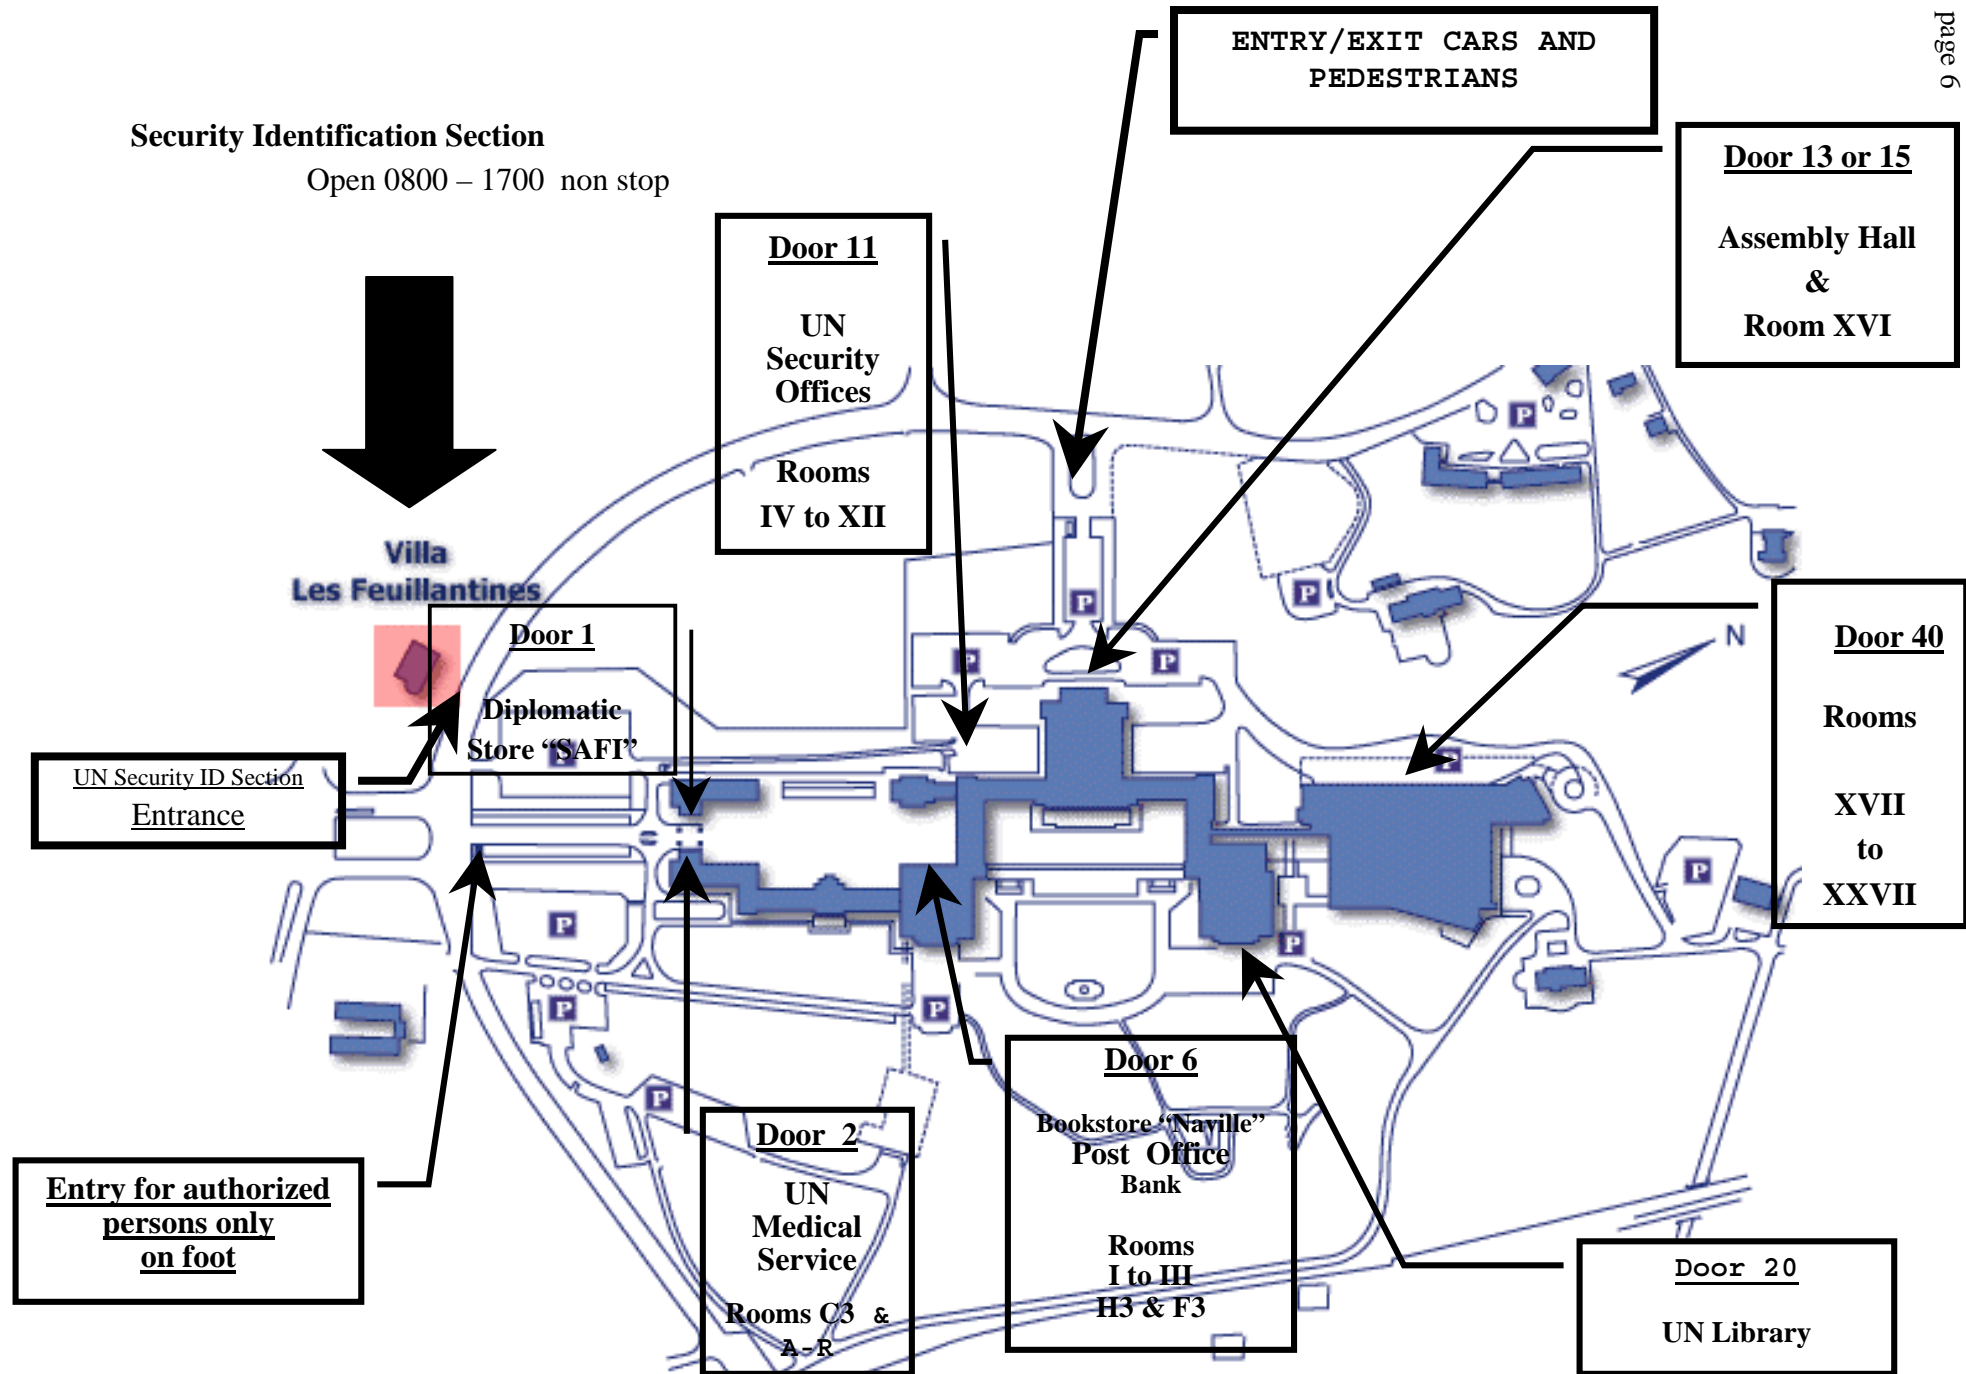 page 6
ENTRY/EXIT CARS AND
PEDESTRIANS
Security Identification Section
Open 0800 – 1700 non stop
Door 13 or 15
Assembly Hall
&
Room XVI
Door 11
UN
Security
Offices
Rooms
IV to XII
P
P
P
P
P
P
P
P
P
P
P
P
P
Villa
Les Feuillantines
Door 1
Diplomatic
Store “SAFI”
N
Door 40
Rooms
XVII
to
XXVII
UN Security ID Section
Entrance
Entry for authorized
persons only
on foot
Door 2
UN
Medical
Service
Rooms C3 &
A-R
Door 6
Bookstore “Naville”
Post Office
Bank
Rooms
I to III
H3 & F3
Door 20
UN Library